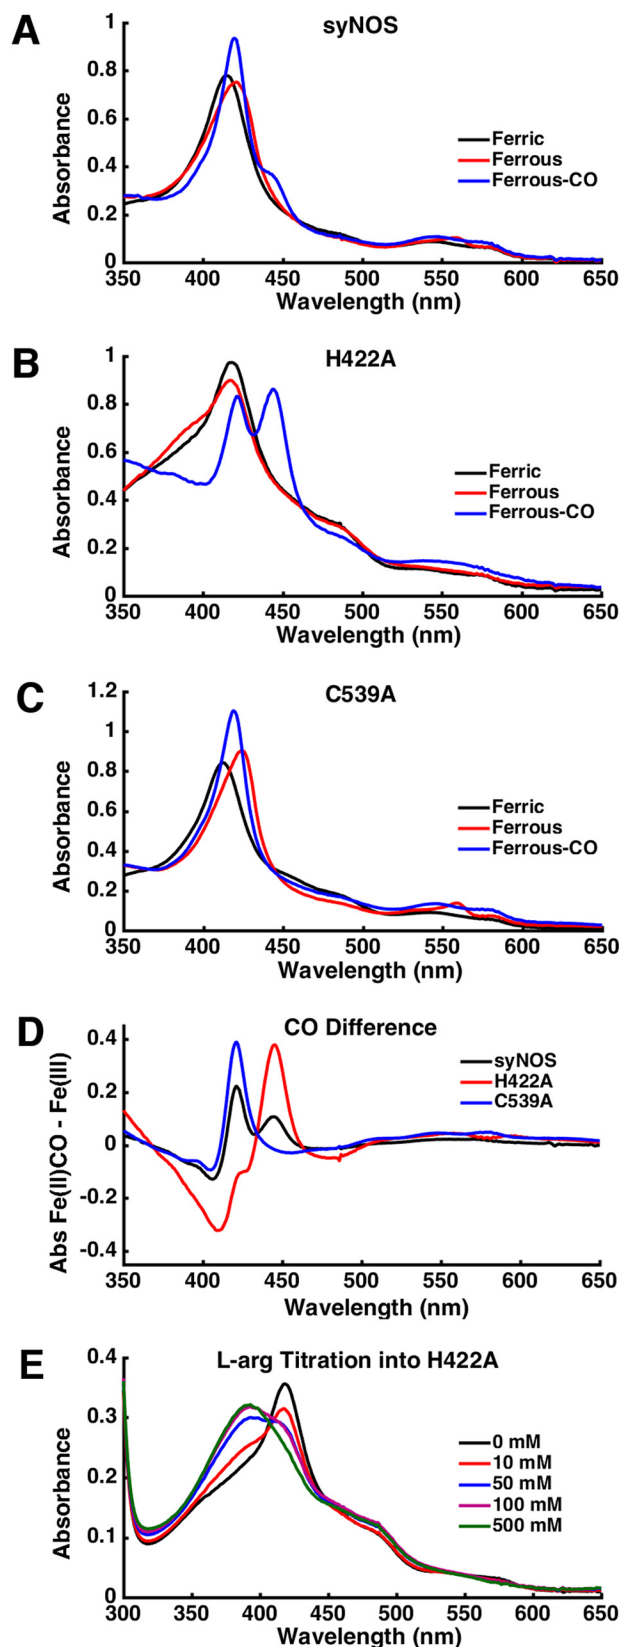 A
syNOS
1
0.8
0.6
0.4
0.2
0
Absorbance
Ferric
Ferrous
Ferrous-CO
350 400 450 500 550 600 650
Wavelength (nm)
B
H422A
1
0.8
0.6
0.4
0.2
0
Absorbance
Ferric
Ferrous
Ferrous-CO
350 400 450 500 550 600 650
Wavelength (nm)
C
C539A
1.2
1
0.8
0.6
0.4
0.2
0
Absorbance
Ferric
Ferrous
Ferrous-CO
350 400 450 500 550 600 650
Wavelength (nm)
D
CO Difference
0.4
0.2
0
-0.2
-0.4
Abs Fe(II)CO - Fe(III)
syNOS
H422A
C539A
350 400 450 500 550 600 650
Wavelength (nm)
E
L-arg Titration into H422A
0.4
0.3
0.2
0.1
0
Absorbance
0 mM
10 mM
50 mM
100 mM
500 mM
300 350 400 450 500 550 600 650
Wavelength (nm)